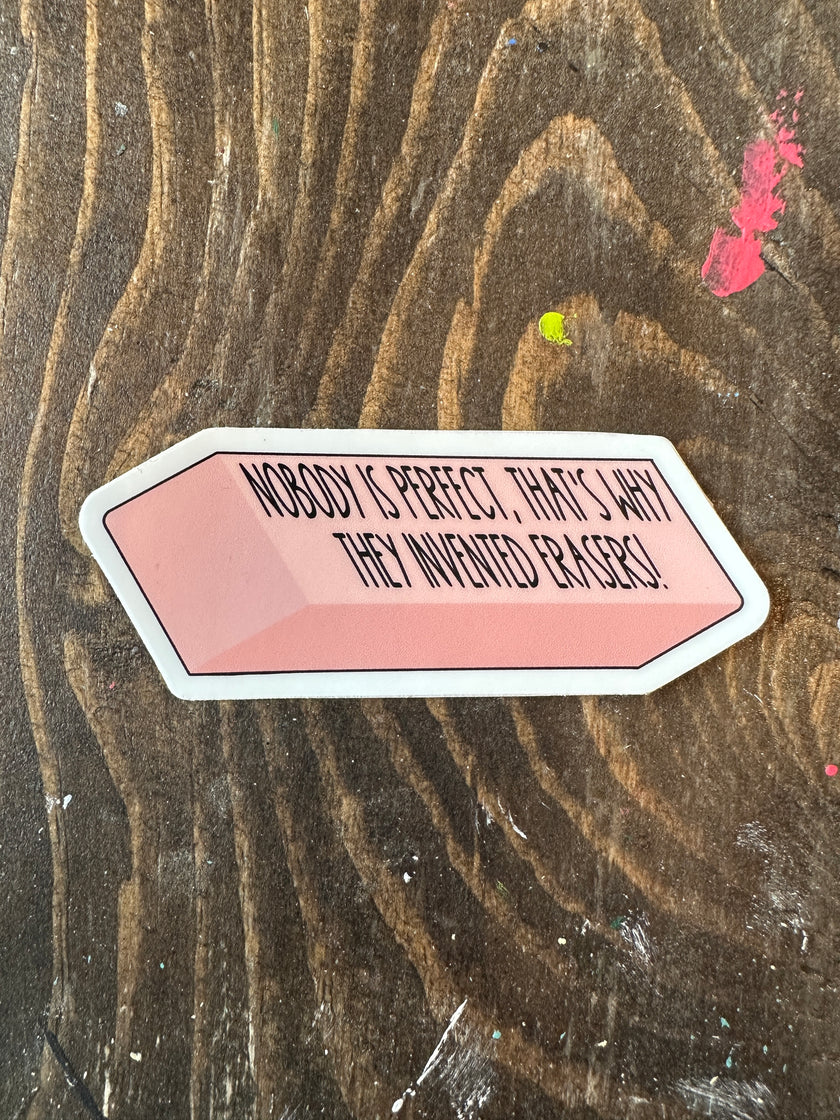 NOBODY IS PERFECT, THAT'S WHY
THEY INVENTED ERASERS!